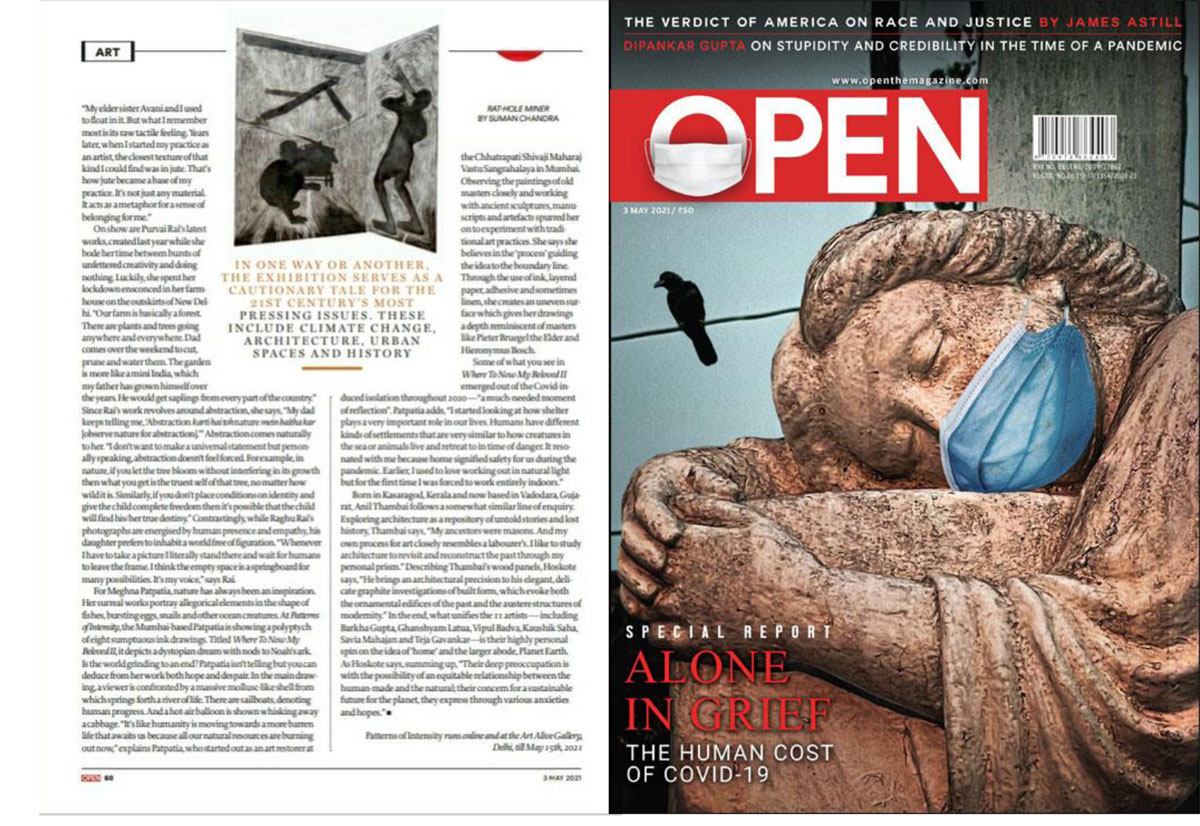 ART
"My elder sister Avani and I used
to float in it. But what I remember
most is its raw tactile feeling. Years
later, when I started my practice as
an artist, the closest texture of that
kind I could find was in jute. That's
how jute became a base of my
practice. It's not just any material.
It acts as a metaphor for a sense of
belonging for me."
On show are Purvai Rai's latest
works, created last year while she
bode her time between bursts of
unfettered creativity and doing
nothing. Luckily, she spent her
lockdown ensconced in her farm-
house on the outskirts of New Del-
hi. "Our farm is basically a forest.
There are plants and trees going
anywhere and everywhere. Dad
comes over the weekend to cut,
prune and water them. The garden
is more like a mini India, which
my father has grown himself over
the years. He would get saplings from every part of the country."
Since Rai's work revolves around abstraction, she says, "My dad
keeps telling me, 'Abstraction karti hai toh nature mein baitha kar
[observe nature for abstraction].'" Abstraction comes naturally
to her. "I don't want to make a universal statement but person-
ally speaking, abstraction doesn't feel forced. For example, in
nature, if you let the tree bloom without interfering in its growth
then what you get is the truest self of that tree, no matter how
wild it is. Similarly, if you don't place conditions on identity and
give the child complete freedom then it's possible that the child
will find his/her true destiny." Contrastingly, while Raghu Rai's
photographs are energised by human presence and empathy, his
daughter prefers to inhabit a world free of figuration. "Whenever
I have to take a picture I literally stand there and wait for humans
to leave the frame. I think the empty space is a springboard for
many possibilities. It's my voice," says Rai.
For Meghna Patpatia, nature has always been an inspiration.
Her surreal works portray allegorical elements in the shape of
fishes, bursting eggs, snails and other ocean creatures. At Patterns
of Intensity, the Mumbai-based Patpatia is showing a polyptych
of eight sumptuous ink drawings. Titled Where To Now My
Beloved II, it depicts a dystopian dream with nods to Noah's ark.
Is the world grinding to an end? Patpatia isn't telling but you can
deduce from her work both hope and despair. In the main draw-
ing, a viewer is confronted by a massive mollusc-like shell from
which springs forth a river of life. There are sailboats, denoting
human progress. And a hot-air balloon is shown whisking away
a cabbage. "It's like humanity is moving towards a more barren
life that awaits us because all our natural resources are burning
out now," explains Patpatia, who started out as an art restorer at
IN ONE WAY OR ANOTHER,
THE EXHIBITION SERVES AS A
CAUTIONARY TALE FOR THE
21ST CENTURY'S MOST
PRESSING ISSUES. THESE
INCLUDE CLIMATE CHANGE,
ARCHITECTURE, URBAN
SPACES AND HISTORY
RAT-HOLE MINER
BY SUMAN CHANDRA
the Chhatrapati Shivaji Maharaj
Vastu Sangrahalaya in Mumbai.
Observing the paintings of old
masters closely and working
with ancient sculptures, manu-
scripts and artefacts spurred her
on to experiment with tradi-
tional art practices. She says she
believes in the 'process' guiding
the idea to the boundary line.
Through the use of ink, layered
paper, adhesive and sometimes
linen, she creates an uneven sur-
face which gives her drawings
a depth reminiscent of masters
like Pieter Bruegel the Elder and
Hieronymus Bosch.
Some of what you see in
Where To Now My Beloved II
emerged out of the Covid-in-
duced isolation throughout 2020—"a much-needed moment
of reflection". Patpatia adds, "I started looking at how shelter
plays a very important role in our lives. Humans have different
kinds of settlements that are very similar to how creatures in
the sea or animals live and retreat to in time of danger. It reso-
nated with me because home signified safety for us during the
pandemic. Earlier, I used to love working out in natural light
but for the first time I was forced to work entirely indoors."
Born in Kasaragod, Kerala and now based in Vadodara, Guja-
rat, Anil Thambai follows a somewhat similar line of enquiry.
Exploring architecture as a repository of untold stories and lost
history, Thambai says, "My ancestors were masons. And my
own process for art closely resembles a labourer's. I like to study
architecture to revisit and reconstruct the past through my
personal prism." Describing Thambai's wood panels, Hoskote
says, "He brings an architectural precision to his elegant, deli-
cate graphite investigations of built form, which evoke both
the ornamental edifices of the past and the austere structures of
modernity." In the end, what unifies the 11 artists—including
Barkha Gupta, Ghanshyam Latua, Vipul Badva, Kaushik Saha,
Savia Mahajan and Teja Gavankar—is their highly personal
spin on the idea of 'home' and the larger abode, Planet Earth.
As Hoskote says, summing up, "Their deep preoccupation is
with the possibility of an equitable relationship between the
human-made and the natural; their concern for a sustainable
future for the planet, they express through various anxieties
and hopes." ■
Patterns of Intensity runs online and at the Art Alive Gallery,
Delhi, till May 15th, 2021
OPEN 60
3 MAY 2021
THE VERDICT OF AMERICA ON RACE AND JUSTICE BY JAMES ASTILL
DIPANKAR GUPTA ON STUPIDITY AND CREDIBILITY IN THE TIME OF A PANDEMIC
www.openthemagazine.com
OPEN
3 MAY 2021 / ₹50
SPECIAL REPORT
ALONE
IN GRIEF
THE HUMAN COST
OF COVID-19